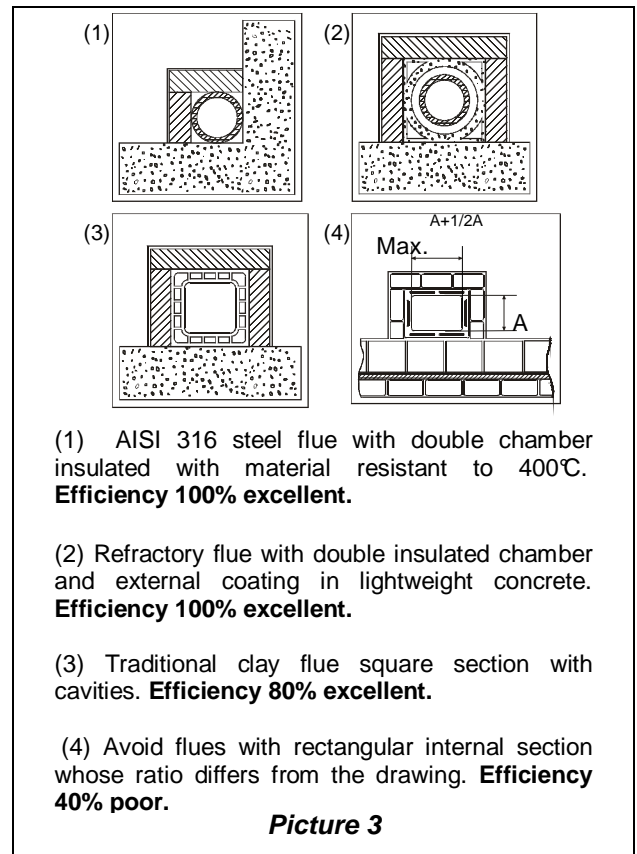 (1) (2)
(3) (4)
A+1/2A
Max.
A
(1) AISI 316 steel flue with double chamber
insulated with material resistant to 400℃.
Efficiency 100% excellent.
(2) Refractory flue with double insulated chamber
and external coating in lightweight concrete.
Efficiency 100% excellent.
(3) Traditional clay flue square section with
cavities. Efficiency 80% excellent.
(4) Avoid flues with rectangular internal section
whose ratio differs from the drawing. Efficiency
40% poor.
Picture 3